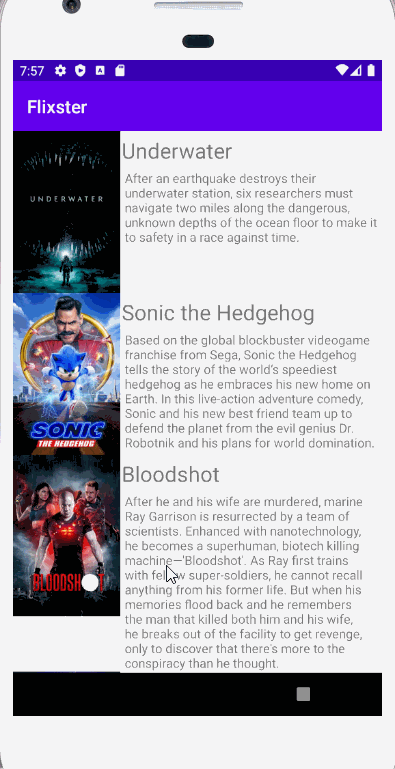 7:57
Flixster
UNDERWATER
Underwater
After an earthquake destroys their
underwater station, six researchers must
navigate two miles along the dangerous,
unknown depths of the ocean floor to make it
to safety in a race against time.
SONIC
THE HEDGEHOG
Sonic the Hedgehog
Based on the global blockbuster videogame
franchise from Sega, Sonic the Hedgehog
tells the story of the world's speediest
hedgehog as he embraces his new home on
Earth. In this live-action adventure comedy,
Sonic and his new best friend team up to
defend the planet from the evil genius Dr.
Robotnik and his plans for world domination.
BLOODSHOT
Bloodshot
After he and his wife are murdered, marine
Ray Garrison is resurrected by a team of
scientists. Enhanced with nanotechnology,
he becomes a superhuman, biotech killing
machine—'Bloodshot'. As Ray first trains
with fellow super-soldiers, he cannot recall
anything from his former life. But when his
memories flood back and he remembers
the man that killed both him and his wife,
he breaks out of the facility to get revenge,
only to discover that there's more to the
conspiracy than he thought.